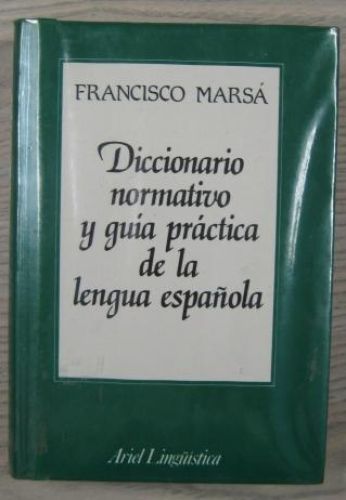 FRANCISCO MARSÁ
Diccionario
normativo
y guía práctica
de la
lengua española
Ariel Lingüística